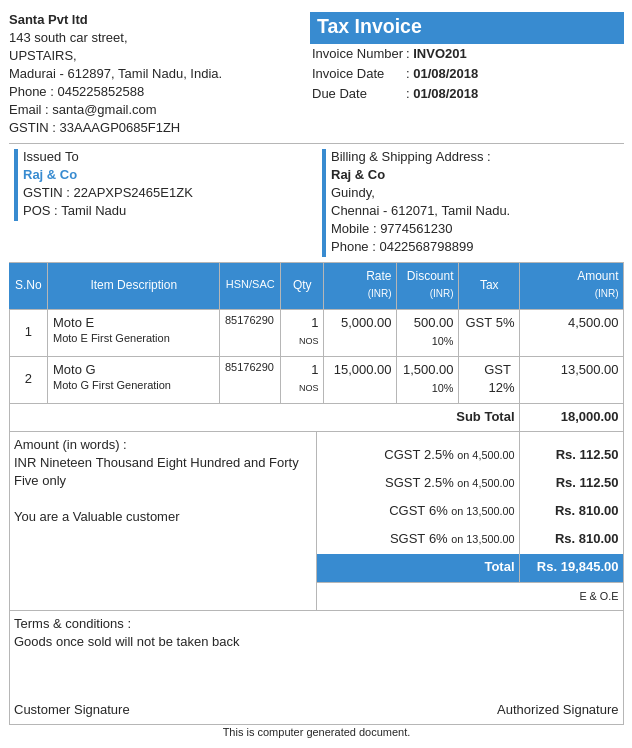 Santa Pvt ltd
143 south car street,
UPSTAIRS,
Madurai - 612897, Tamil Nadu, India.
Phone : 045225852588
Email : santa@gmail.com
GSTIN : 33AAAGP0685F1ZH
Tax Invoice
Invoice Number : INVO201
Invoice Date : 01/08/2018
Due Date : 01/08/2018
Issued To
Raj & Co
GSTIN : 22APXPS2465E1ZK
POS : Tamil Nadu
Billing & Shipping Address :
Raj & Co
Guindy,
Chennai - 612071, Tamil Nadu.
Mobile : 9774561230
Phone : 0422568798899
S.No Item Description HSN/SAC Qty Rate (INR) Discount (INR) Tax Amount (INR)
1 Moto E 85176290 1 5,000.00 500.00 GST 5% 4,500.00
Moto E First Generation NOS 10%
2 Moto G 85176290 1 15,000.00 1,500.00 GST 13,500.00
Moto G First Generation NOS 10% 12%
Sub Total 18,000.00
Amount (in words) :
INR Nineteen Thousand Eight Hundred and Forty
Five only
You are a Valuable customer
CGST 2.5% on 4,500.00 Rs. 112.50
SGST 2.5% on 4,500.00 Rs. 112.50
CGST 6% on 13,500.00 Rs. 810.00
SGST 6% on 13,500.00 Rs. 810.00
Total Rs. 19,845.00
E & O.E
Terms & conditions :
Goods once sold will not be taken back
Customer Signature Authorized Signature
This is computer generated document.